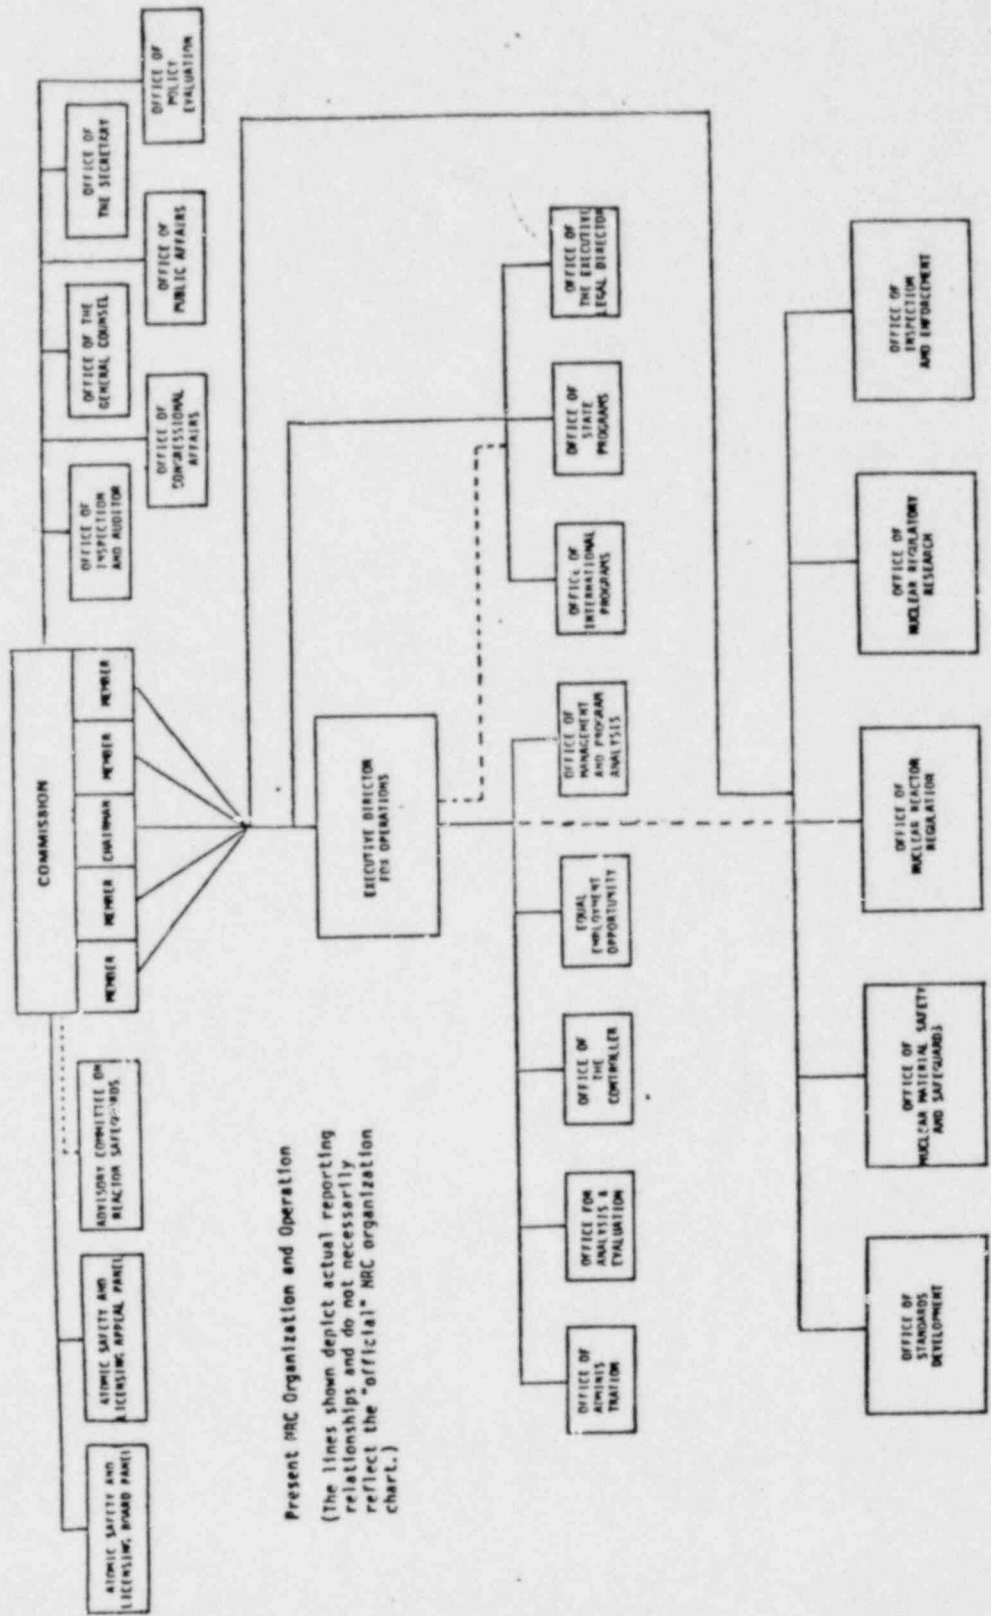 COMMISSION
MEMBER
MEMBER
CHAIRMAN
MEMBER
MEMBER
ATOMIC SAFETY AND
LICENSING BOARD PANEL
ATOMIC SAFETY AND
LICENSING APPEAL PANEL
ADVISORY COMMITTEE ON
REACTOR SAFEGUARDS
OFFICE OF
INSPECTION
AND AUDITOR
OFFICE OF THE
GENERAL COUNSEL
OFFICE OF
THE SECRETARY
OFFICE OF
CONGRESSIONAL
AFFAIRS
OFFICE OF
PUBLIC AFFAIRS
OFFICE OF
POLICY
EVALUATION
Present NRC Organization and Operation
(The lines shown depict actual reporting
relationships and do not necessarily
reflect the "official" NRC organization
chart.)
EXECUTIVE DIRECTOR
FOR OPERATIONS
OFFICE OF
ADMINIS
TRATION
OFFICE FOR
ANALYSIS &
EVALUATION
OFFICE OF
THE
CONTROLLER
EQUAL
EMPLOYMENT
OPPORTUNITY
OFFICE OF
MANAGEMENT
AND PROGRAM
ANALYSIS
OFFICE OF
INTERNATIONAL
PROGRAMS
OFFICE OF
STATE
PROGRAMS
OFFICE OF
THE EXECUTIVE
LEGAL DIRECTOR
OFFICE OF
STANDARDS
DEVELOPMENT
OFFICE OF
NUCLEAR MATERIAL SAFETY
AND SAFEGUARDS
OFFICE OF
NUCLEAR REACTOR
REGULATION
OFFICE OF
NUCLEAR REGULATORY
RESEARCH
OFFICE OF
INSPECTION
AND ENFORCEMENT